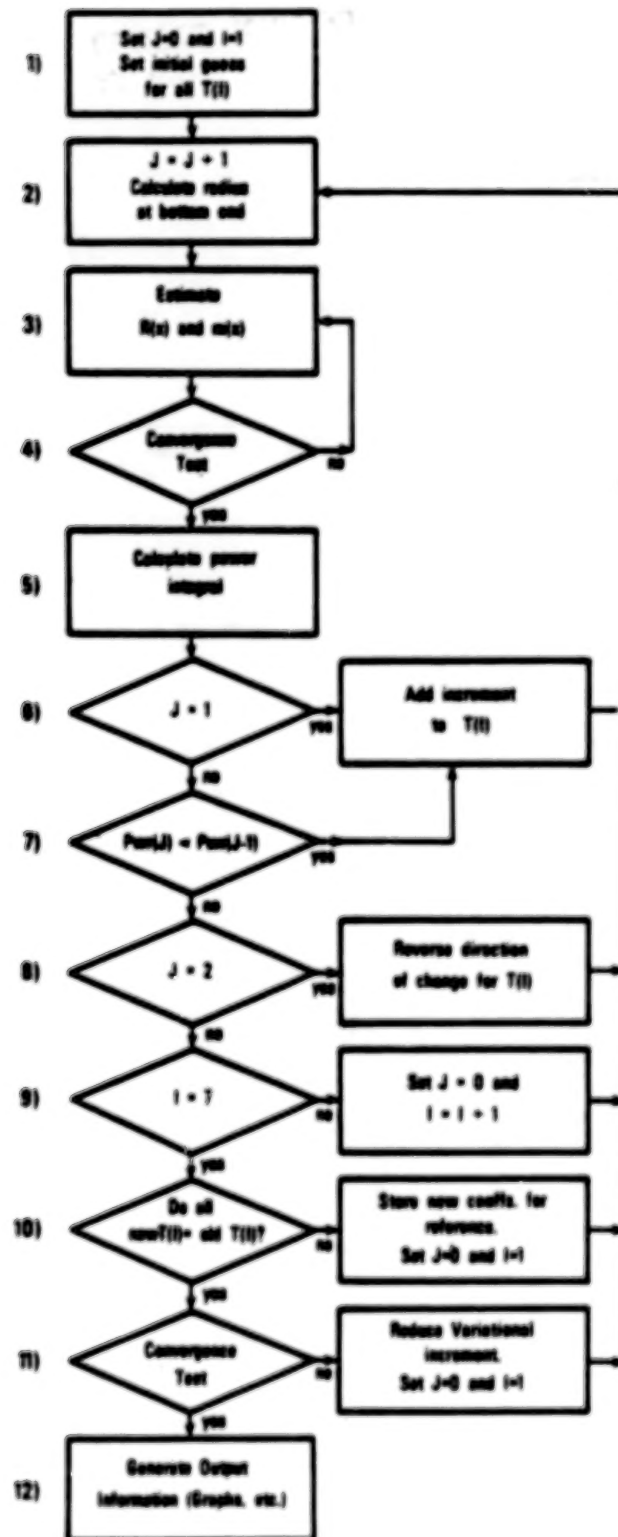 1)
Set J=0 and I=1
Set initial guess
for all T(I)
2)
J = J + 1
Calculate radius
at bottom end
3)
Estimate
R(x) and m(x)
4)
Convergence
Test
no
yes
5)
Calculate power
integral
6)
J = 1
yes
Add increment
to T(I)
no
7)
Pow(J) < Pow(J-1)
yes
no
8)
J = 2
yes
Reverse direction
of change for T(I)
no
9)
I = 7
no
Set J = 0 and
I = I + 1
yes
10)
Do all
newT(I)= old T(I)?
no
Store new coeffs. for
reference.
Set J=0 and I=1
yes
11)
Convergence
Test
no
Reduce Variational
increment.
Set J=0 and I=1
yes
12)
Generate Output
Information (Graphs, etc.)